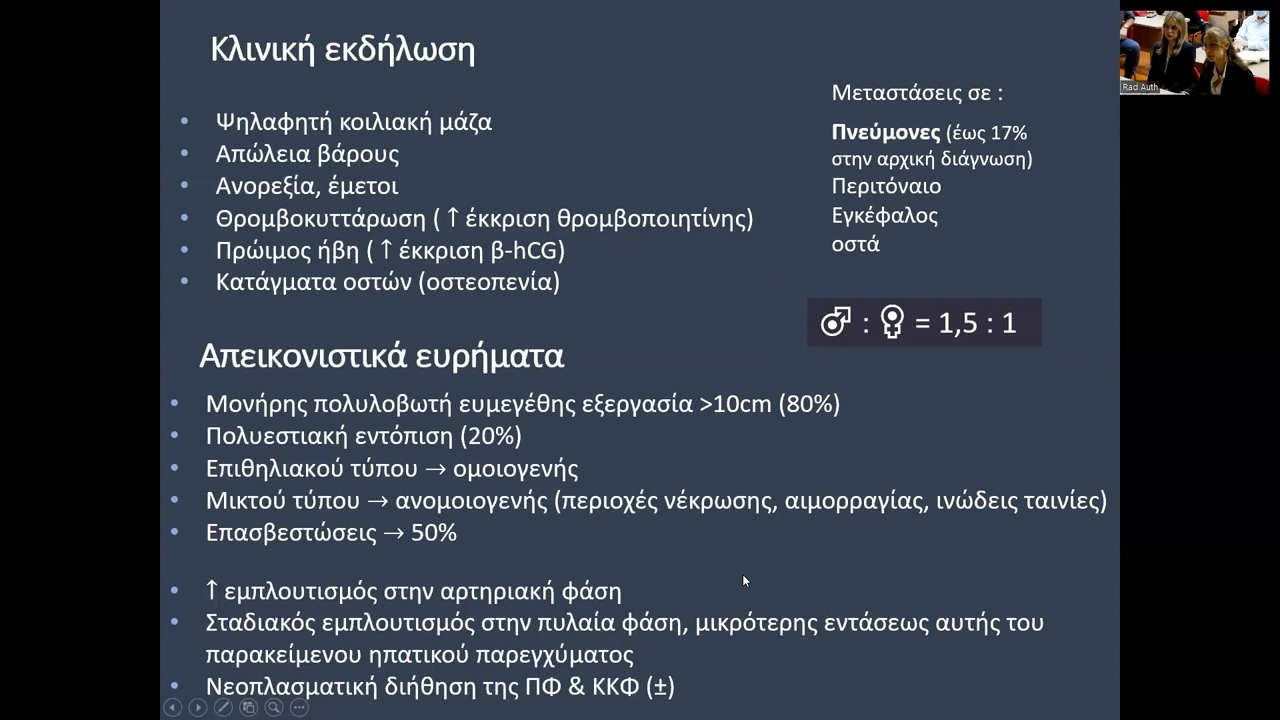 Κλινική εκδήλωση
• Ψηλαφητή κοιλιακή μάζα
• Απώλεια βάρους
• Ανορεξία, έμετοι
• Θρομβοκυττάρωση (↑έκκριση θρομβοποιητίνης)
• Πρώιμος ήβη (↑έκκριση β-hCG)
• Κατάγματα οστών (οστεοπενία)
Μεταστάσεις σε :
Πνεύμονες (έως 17%
στην αρχική διάγνωση)
Περιτόναιο
Εγκέφαλος
οστά
♂ : ♀ = 1,5 : 1
Απεικονιστικά ευρήματα
• Μονήρης πολυλοβωτή ευμεγέθης εξεργασία >10cm (80%)
• Πολυεστιακή εντόπιση (20%)
• Επιθηλιακού τύπου → ομοιογενής
• Μικτού τύπου → ανομοιογενής (περιοχές νέκρωσης, αιμορραγίας, ινώδεις ταινίες)
• Επασβεστώσεις → 50%
• ↑ εμπλουτισμός στην αρτηριακή φάση
• Σταδιακός εμπλουτισμός στην πυλαία φάση, μικρότερης εντάσεως αυτής του
παρακείμενου ηπατικού παρεγχύματος
• Νεοπλασματική διήθηση της ΠΦ & ΚΚΦ (±)
Rad Auth